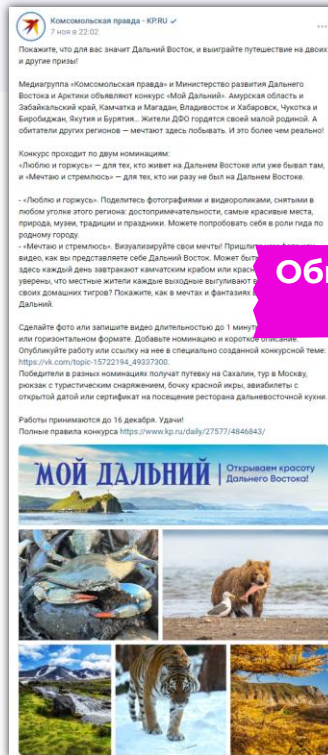 Комсомольская правда - KP.RU
7 ноя в 22:02
Покажите, что для вас значит Дальний Восток, и выиграйте путешествие на двоих
и другие призы!
Медиагруппа «Комсомольская правда» и Министерство развития Дальнего
Востока и Арктики объявляют конкурс «Мой Дальний». Амурская область и
Забайкальский край, Камчатка и Магадан, Владивосток и Хабаровск, Чукотка и
Биробиджан, Якутия и Бурятия... Жители ДФО гордятся своей малой родиной. А
обитатели других регионов — мечтают здесь побывать. И это более чем реально!
Конкурс проходит по двум номинациям:
«Люблю и горжусь» — для тех, кто живет на Дальнем Востоке или уже бывал там,
и «Мечтаю и стремлюсь» — для тех, кто ни разу не был на Дальнем Востоке.
- «Люблю и горжусь». Поделитесь фотографиями и видеороликами, снятыми в
любом уголке этого региона: достопримечательности, самые красивые места,
природа, музеи, традиции и праздники. Можете попробовать себя в роли гида по
родному городу.
- «Мечтаю и стремлюсь». Визуализируйте свои мечты! Пришлите
видео, как вы представляете себе Дальний Восток. Может быть
здесь каждый день завтракают камчатским крабом или
уверены, что местные жители каждые выходные выгуливают
своих домашних тигров? Покажите, как в мечтах и фантазиях
Дальний.
Сделайте фото или запишите видео длительностью до 1
или горизонтальном формате. Добавьте номинацию и короткое описание.
Опубликуйте работу или ссылку на нее в специально созданной конкурсной теме:
https://vk.com/topic-15722194_49337300.
Победители в разных номинациях получат путевку на Сахалин, тур в Москву,
рюкзак с туристическим снаряжением, бочку красной икры, авиабилеты с
открытой датой или сертификат на посещение ресторана дальневосточной кухни.
Работы принимаются до 16 декабря. Удачи!
Полные правила конкурса https://www.kp.ru/daily/27577/4846843/
МОЙ ДАЛЬНИЙ
Открываем красоту
Дальнего Востока!